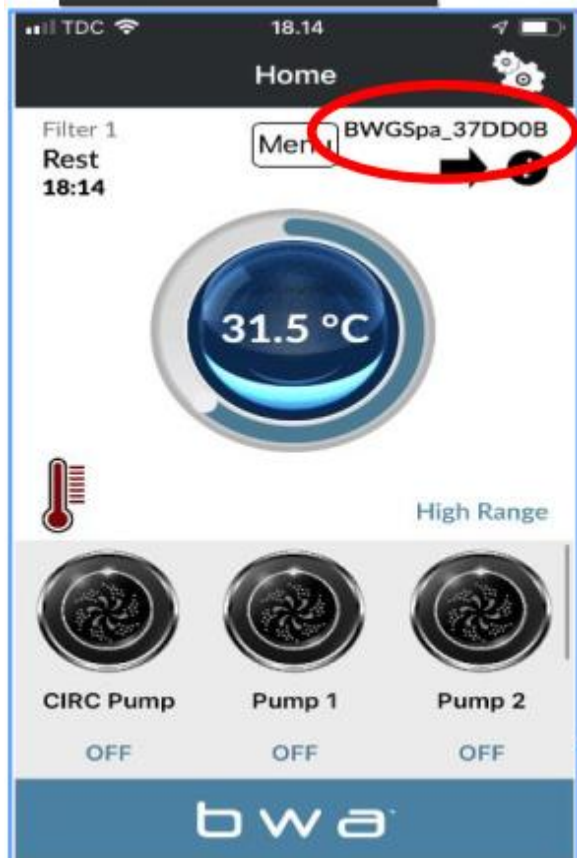 TDC 18.14
Home
Filter 1 Menu BWGSpa_37DD0B
Rest
18:14
31.5 °C
High Range
CIRC Pump Pump 1 Pump 2
OFF OFF OFF
bwa